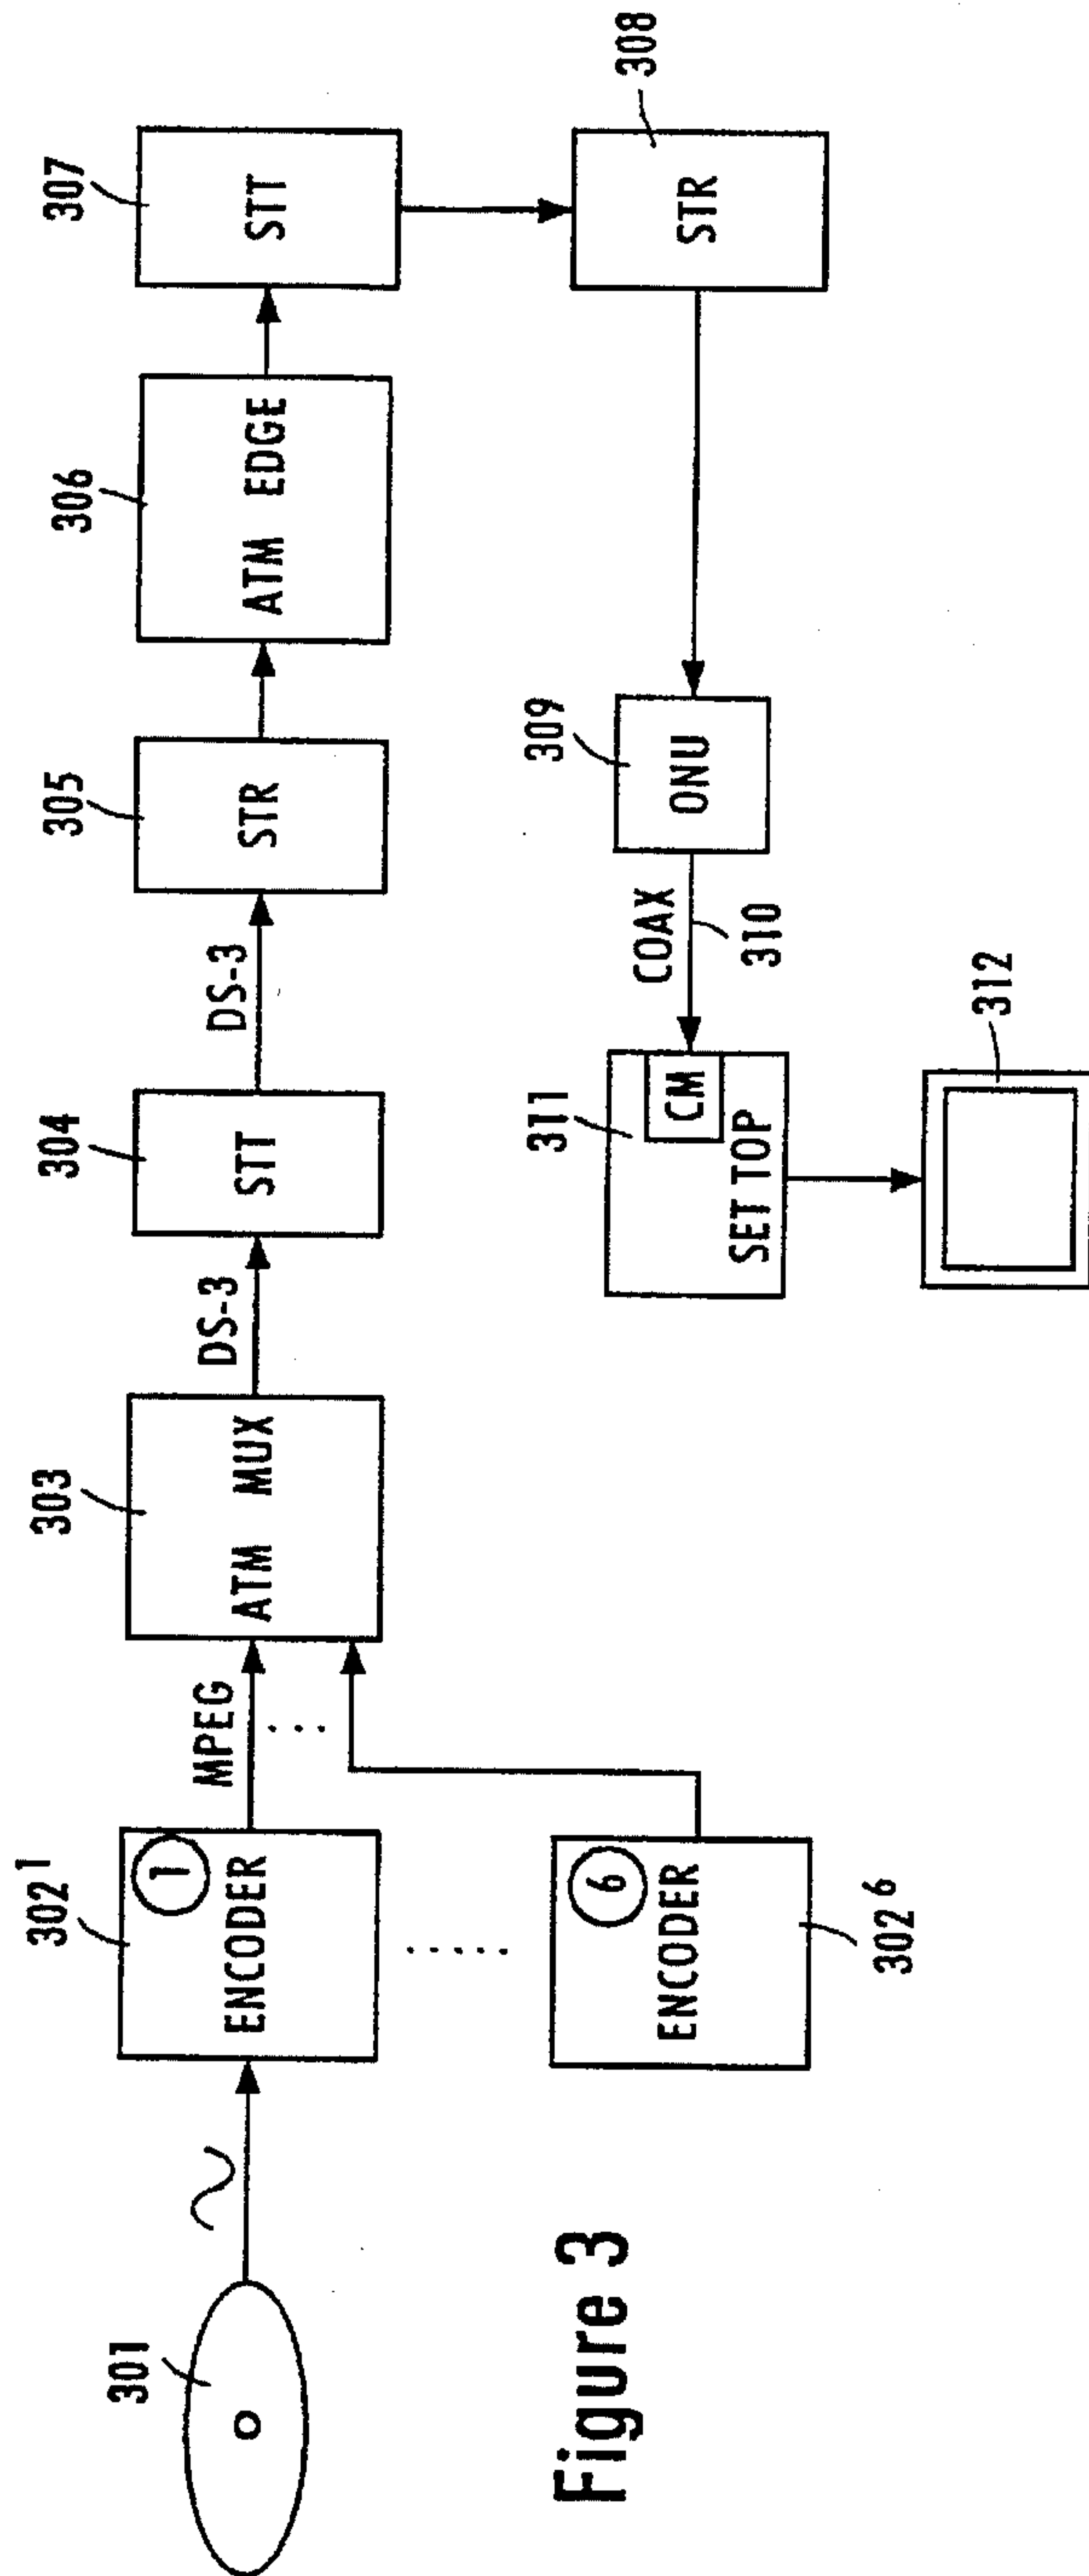 301
302 1
1
ENCODER
MPEG
303
ATM MUX
DS-3
304
STT
DS-3
305
STR
306
ATM EDGE
307
STT
6
ENCODER
302 6
308
STR
309
ONU
COAX
310
311
CM
SET TOP
312
Figure 3